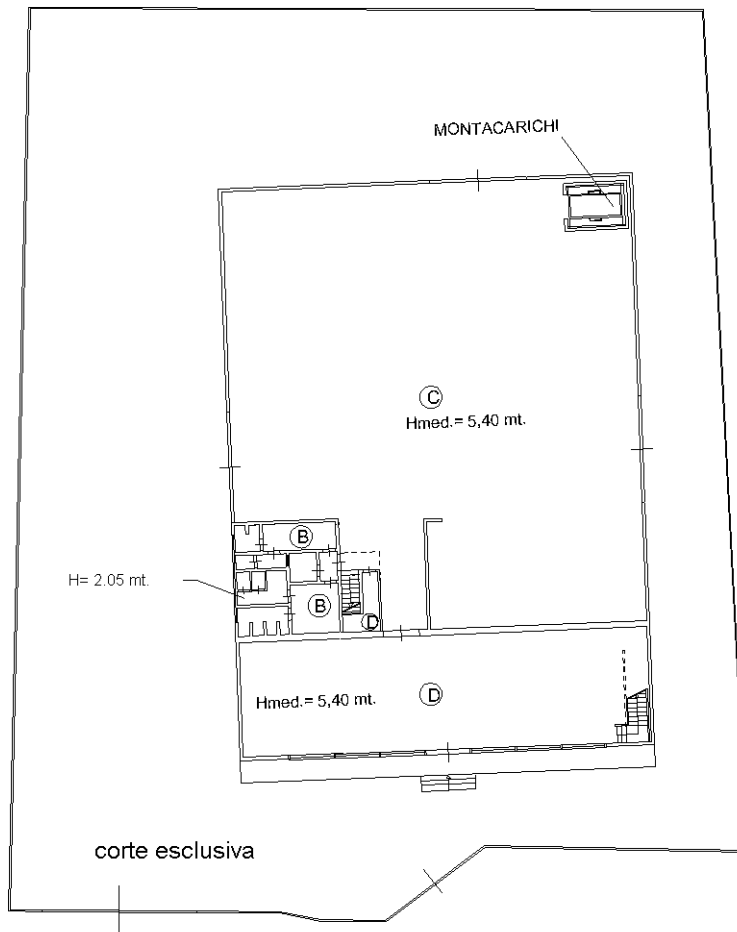 MONTACARICHI
C
Hmed.= 5,40 mt.
B
H= 2.05 mt.
B
D
Hmed.= 5,40 mt.
D
corte esclusiva